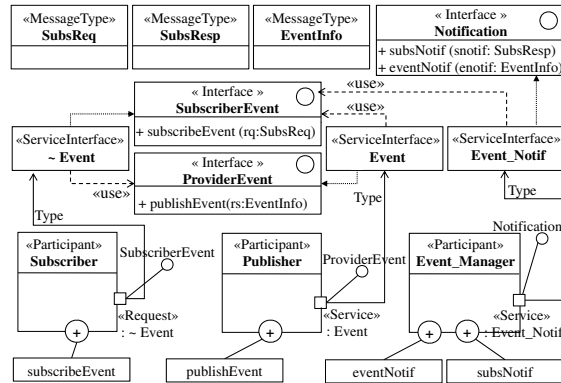 «MessageType»
SubsReq
«MessageType»
SubsResp
«MessageType»
EventInfo
« Interface »
Notification
+ subsNotif (snotif: SubsResp)
+ eventNotif (enotif: EventInfo)
« Interface »
SubscriberEvent
+ subscribeEvent (rq:SubsReq)
«use»
«use»
«ServiceInterface»
~ Event
« Interface »
ProviderEvent
+ publishEvent(rs:EventInfo)
«ServiceInterface»
Event
«ServiceInterface»
Event_Notif
«use»
Type
Type
Type
«Participant»
Subscriber
SubscriberEvent
«Request»
: ~ Event
subscribeEvent
«Participant»
Publisher
ProviderEvent
«Service»
: Event
publishEvent
«Participant»
Event_Manager
Notification
«Service»
: Event_Notif
eventNotif
subsNotif